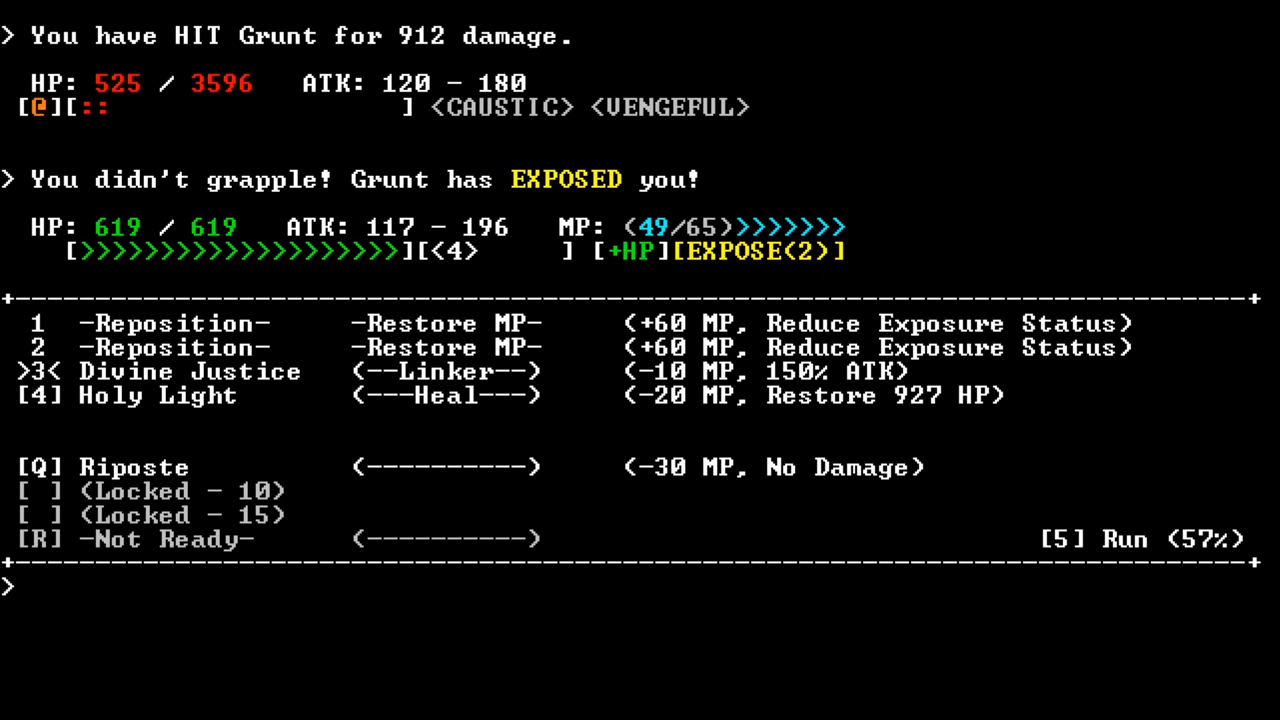 > You have HIT Grunt for 912 damage.
HP: 525 / 3596   ATK: 120 - 180
[@][::                   ] <CAUSTIC> <VENGEFUL>
> You didn't grapple! Grunt has EXPOSED you!
HP: 619 / 619   ATK: 117 - 196   MP: (49/65)>>>>>>>
[>>>>>>>>>>>>>>>>>>>>][<4>     ] [+HP][EXPOSE(2)]
+------------------------------------------------------------------------------+
1  -Reposition-     -Restore MP-     (+60 MP, Reduce Exposure Status)
2  -Reposition-     -Restore MP-     (+60 MP, Reduce Exposure Status)
>3< Divine Justice   (--Linker--)     (-10 MP, 150% ATK)
[4] Holy Light       (---Heal---)     (-20 MP, Restore 927 HP)
[Q] Riposte          (----------)     (-30 MP, No Damage)
[ ] (Locked - 10)
[ ] (Locked - 15)
[R] -Not Ready-      (----------)                               [5] Run (57%)
+------------------------------------------------------------------------------+
>